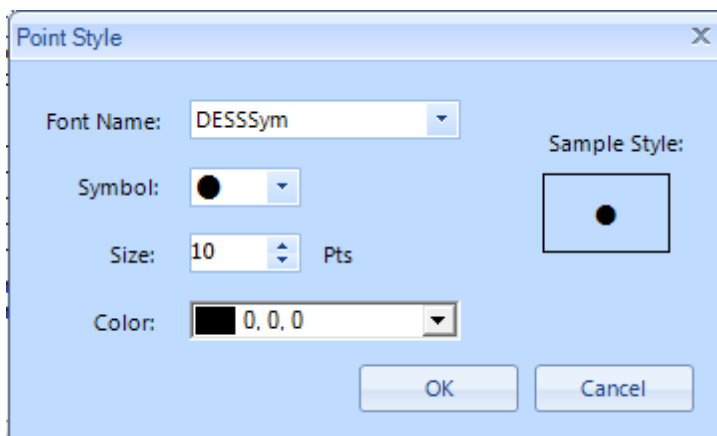 Point Style
Font Name: DESSSym
Sample Style:
Symbol:
Size: 10 Pts
Color: 0, 0, 0
OK Cancel